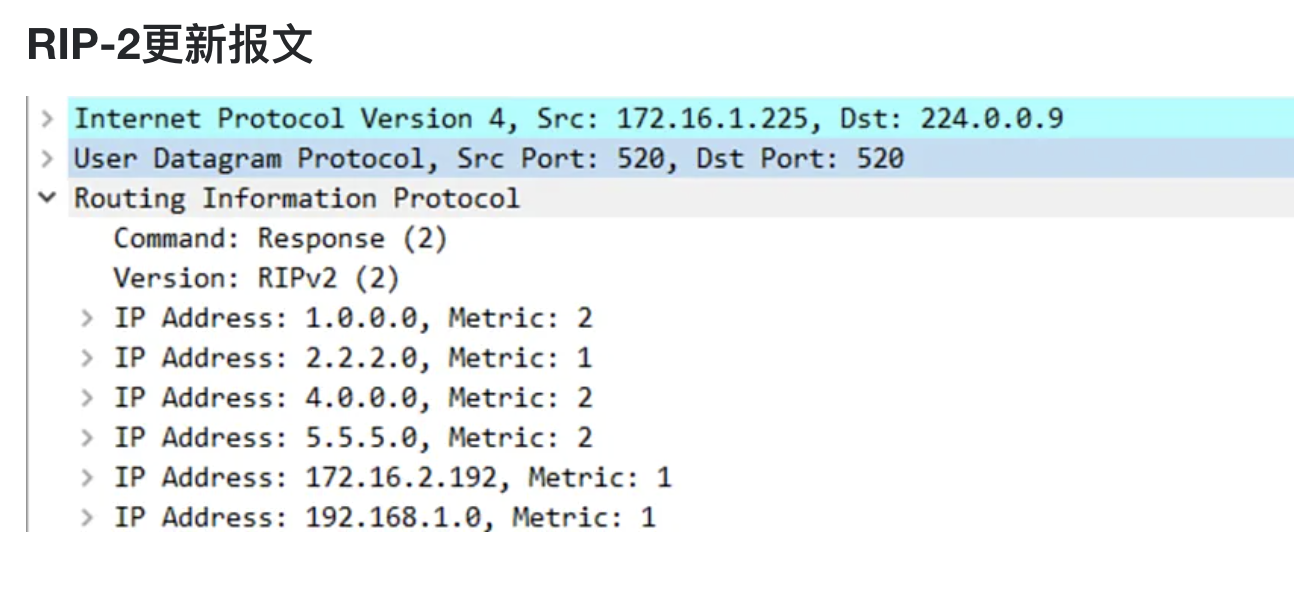 RIP-2更新报文
Internet Protocol Version 4, Src: 172.16.1.225, Dst: 224.0.0.9
User Datagram Protocol, Src Port: 520, Dst Port: 520
Routing Information Protocol
Command: Response (2)
Version: RIPv2 (2)
IP Address: 1.0.0.0, Metric: 2
IP Address: 2.2.2.0, Metric: 1
IP Address: 4.0.0.0, Metric: 2
IP Address: 5.5.5.0, Metric: 2
IP Address: 172.16.2.192, Metric: 1
IP Address: 192.168.1.0, Metric: 1